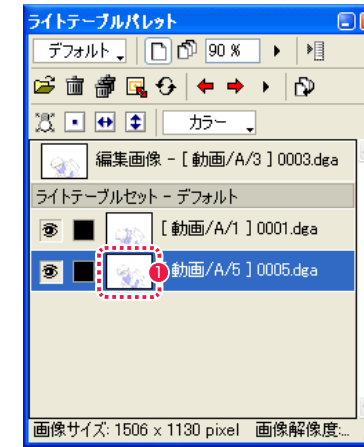 ライトテーブルパレット
デフォルト
90 %
カラー
編集画像 - [ 動画/A/3 ] 0003.dga
ライトテーブルセット - デフォルト
[ 動画/A/1 ] 0001.dga
1 動画/A/5 ] 0005.dga
画像サイズ: 1506 x 1130 pixel 画像解像度:...